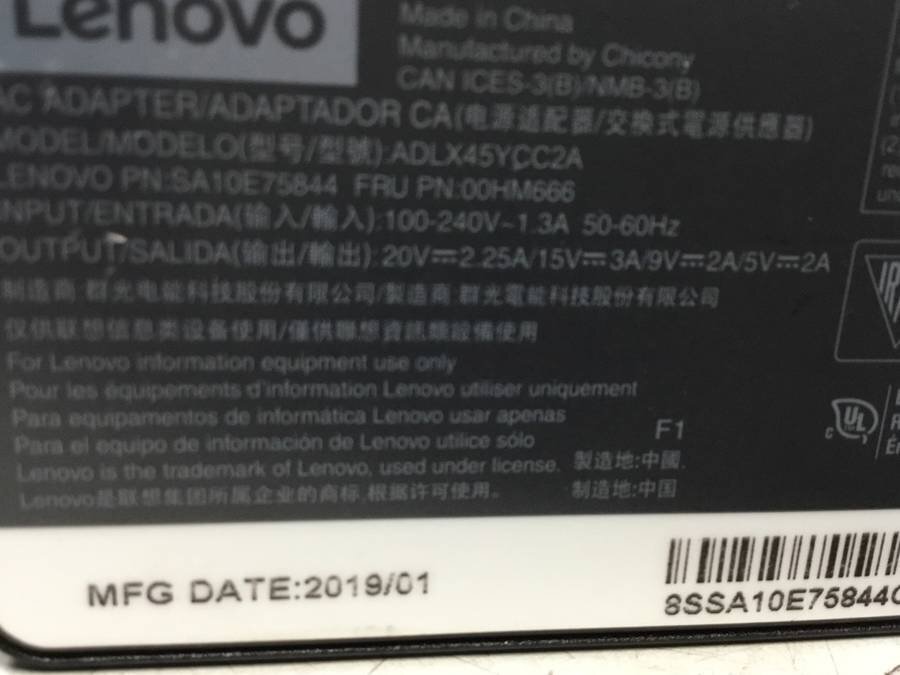 Lenovo
Made in China
Manufactured by Chicony
CAN ICES-3(B)/NMB-3(B)
AC ADAPTER/ADAPTADOR CA(电源适配器/交換式電源供應器)
MODEL/MODELO(型号/型號):ADLX45YCC2A
LENOVO PN:SA10E75844 FRU PN:00HM666
INPUT/ENTRADA(输入/輸入):100-240V~1.3A 50-60Hz
OUTPUT/SALIDA(输出/輸出):20V⎓2.25A/15V⎓3A/9V⎓2A/5V⎓2A
制造商:群光电能科技股份有限公司/製造商:群光電能科技股份有限公司
仅供联想信息类设备使用/僅供聯想資訊類設備使用
For Lenovo information equipment use only
Pour les équipements d'information Lenovo utiliser uniquement
Para equipamentos de informática Lenovo usar apenas
Para el equipo de información de Lenovo utilice sólo
F1
Lenovo is the trademark of Lenovo, used under license. 製造地:中國.
Lenovo是联想集团所属企业的商标,根据许可使用。 制造地:中国
c UL
MFG DATE:2019/01
8SSA10E75844